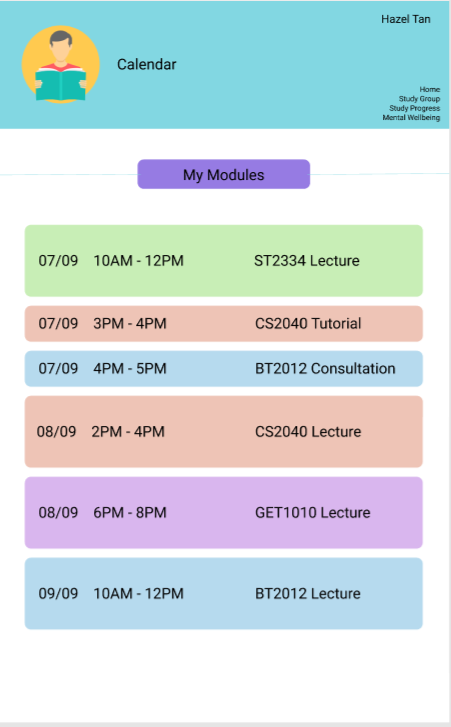 Hazel Tan
Calendar
Home
Study Group
Study Progress
Mental Wellbeing
My Modules
07/09 10AM - 12PM ST2334 Lecture
07/09 3PM - 4PM CS2040 Tutorial
07/09 4PM - 5PM BT2012 Consultation
08/09 2PM - 4PM CS2040 Lecture
08/09 6PM - 8PM GET1010 Lecture
09/09 10AM - 12PM BT2012 Lecture